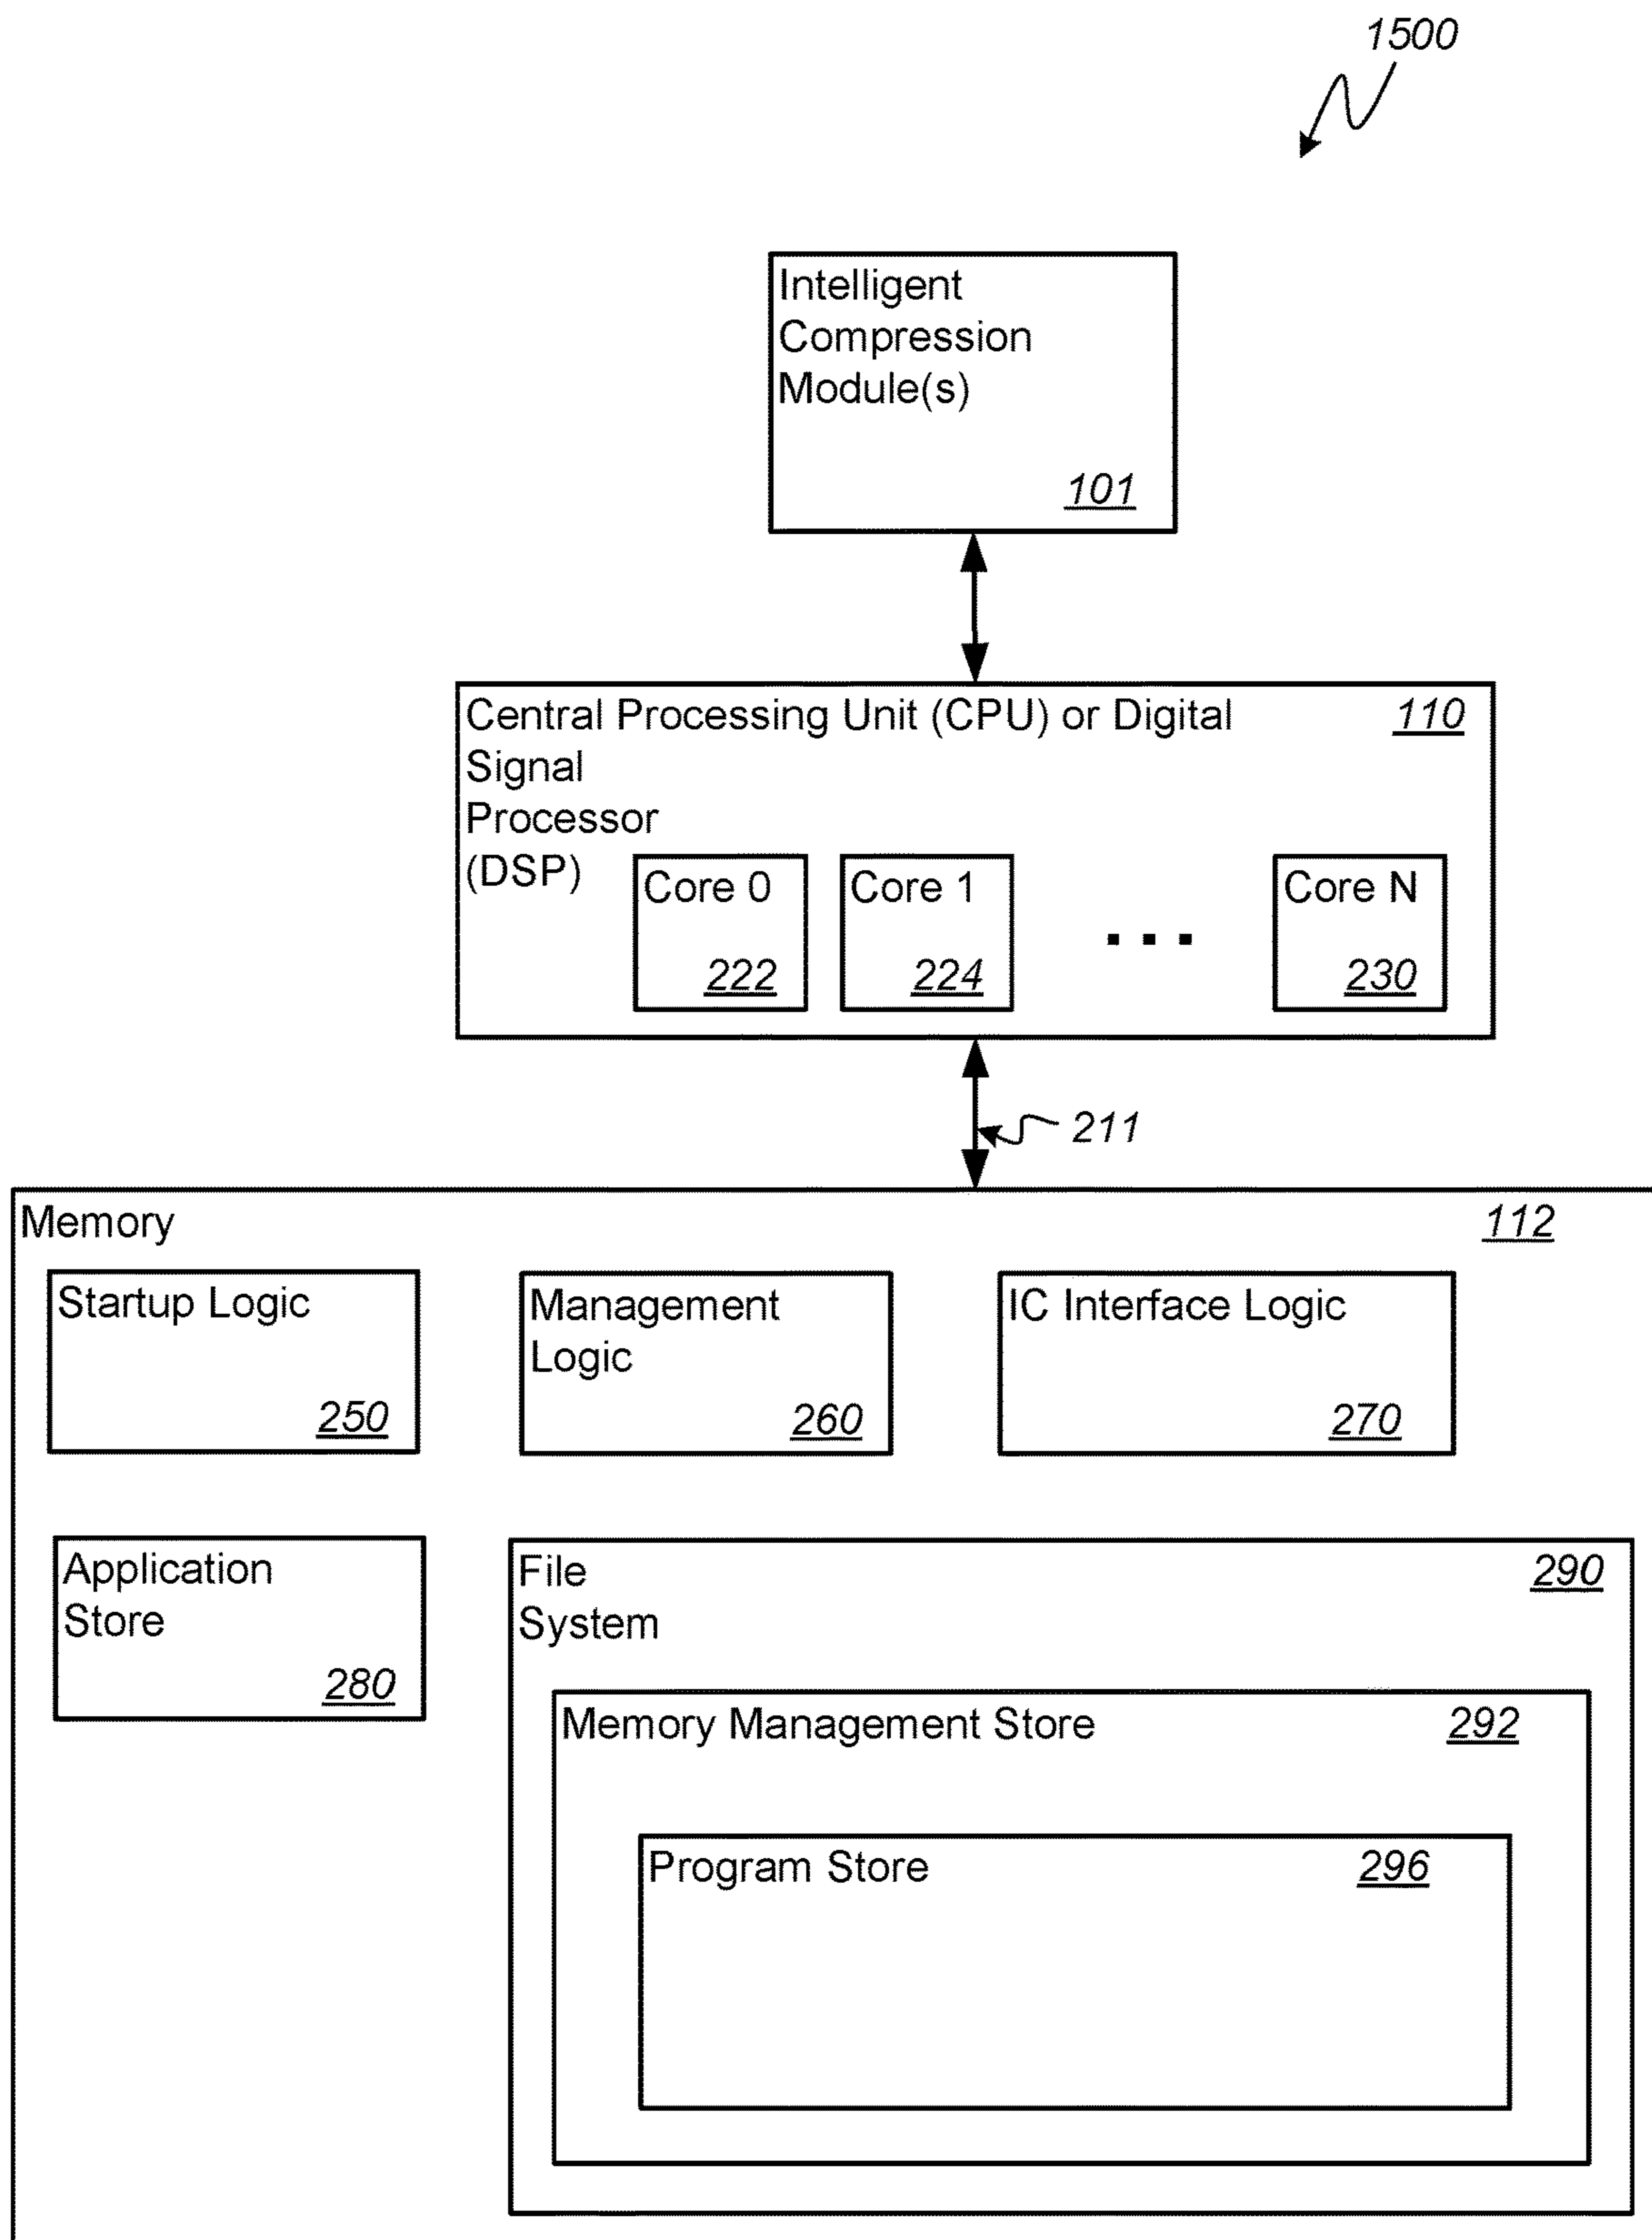 1500
Intelligent
Compression
Module(s)
101
Central Processing Unit (CPU) or Digital 110
Signal
Processor
(DSP)
Core 0
222
Core 1
224
...
Core N
230
211
Memory 112
Startup Logic
250
Management
Logic
260
IC Interface Logic
270
Application
Store
280
File 290
System
Memory Management Store 292
Program Store 296